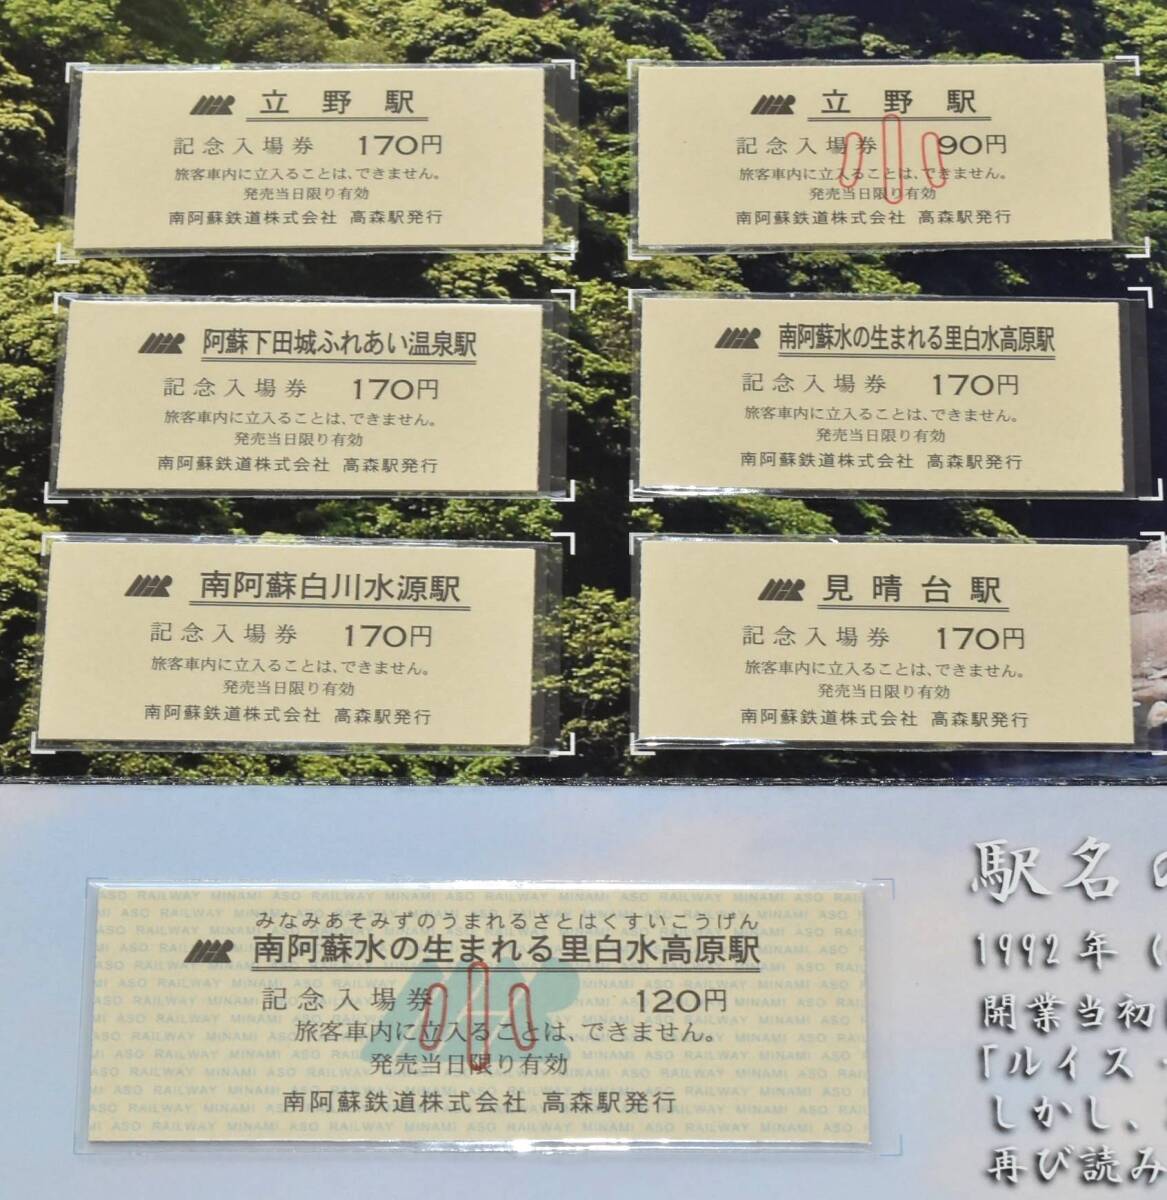 立野駅
記念入場券 170円
旅客車内に立入ることは、できません。
発売当日限り有効
南阿蘇鉄道株式会社 高森駅発行
立野駅
記念入場券 90円
小
旅客車内に立入ることは、できません。
発売当日限り有効
南阿蘇鉄道株式会社 高森駅発行
阿蘇下田城ふれあい温泉駅
記念入場券 170円
旅客車内に立入ることは、できません。
発売当日限り有効
南阿蘇鉄道株式会社 高森駅発行
南阿蘇水の生まれる里白水高原駅
記念入場券 170円
旅客車内に立入ることは、できません。
発売当日限り有効
南阿蘇鉄道株式会社 高森駅発行
南阿蘇白川水源駅
記念入場券 170円
旅客車内に立入ることは、できません。
発売当日限り有効
南阿蘇鉄道株式会社 高森駅発行
見晴台駅
記念入場券 170円
旅客車内に立入ることは、できません。
発売当日限り有効
南阿蘇鉄道株式会社 高森駅発行
みなみあそみずのうまれるさとはくすいこうげん
南阿蘇水の生まれる里白水高原駅
記念入場券 120円
小
旅客車内に立入ることは、できません。
発売当日限り有効
南阿蘇鉄道株式会社 高森駅発行
駅名の
1992年(
開業当初
「ルイス・
しかし、
再び読み